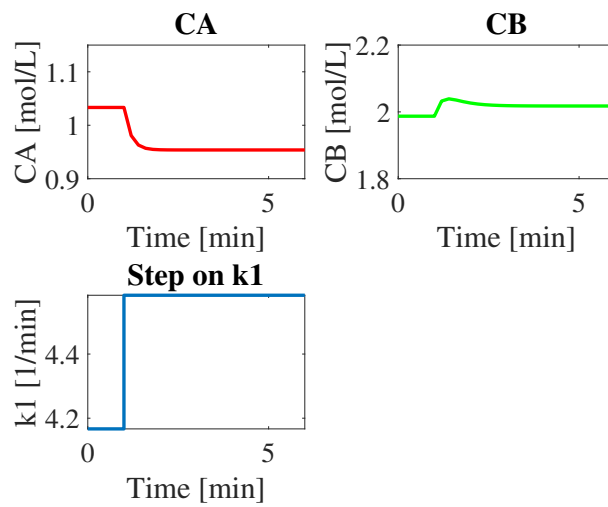 CA
CA [mol/L]
1.1
1
0.9
0
5
Time [min]
CB
CB [mol/L]
2.2
2
1.8
0
5
Time [min]
Step on k1
k1 [1/min]
4.4
4.2
0
5
Time [min]